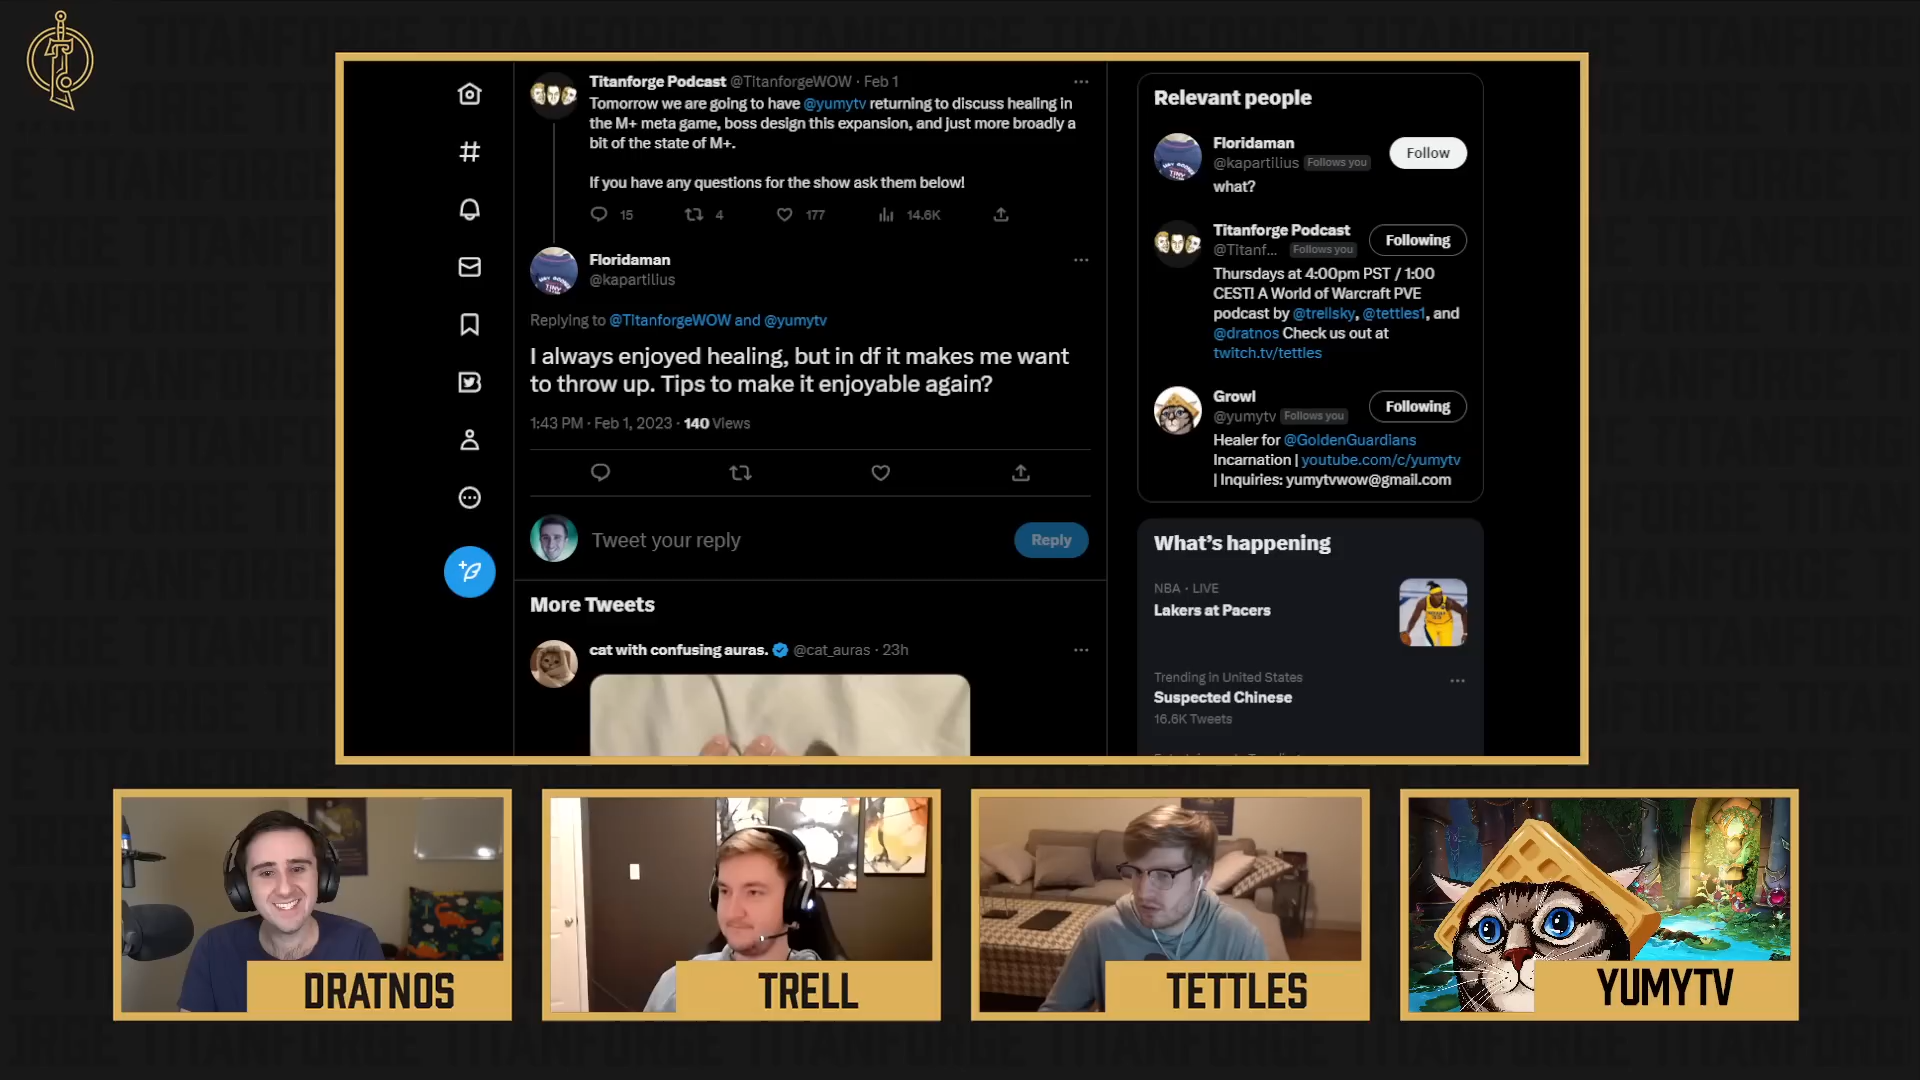 Titanforge Podcast @TitanforgeWOW · Feb 1
Tomorrow we are going to have @yumytv returning to discuss healing in
the M+ meta game, boss design this expansion, and just more broadly a
bit of the state of M+.
If you have any questions for the show ask them below!
15 4 177 14.6K
Floridaman
@kapartilius
Replying to @TitanforgeWOW and @yumytv
I always enjoyed healing, but in df it makes me want
to throw up. Tips to make it enjoyable again?
1:43 PM · Feb 1, 2023 · 140 Views
Tweet your reply
Reply
More Tweets
cat with confusing auras. @cat_auras · 23h
Relevant people
Floridaman
@kapartilius Follows you
Follow
what?
Titanforge Podcast
@Titanf... Follows you
Following
Thursdays at 4:00pm PST / 1:00
CEST! A World of Warcraft PVE
podcast by @trellsky, @tettles1, and
@dratnos Check us out at
twitch.tv/tettles
Growl
@yumytv Follows you
Following
Healer for @GoldenGuardians
Incarnation | youtube.com/c/yumytv
| Inquiries: yumytvwow@gmail.com
What's happening
NBA · LIVE
Lakers at Pacers
Trending in United States
Suspected Chinese
16.6K Tweets
DRATNOS
TRELL
TETTLES
YUMYTV